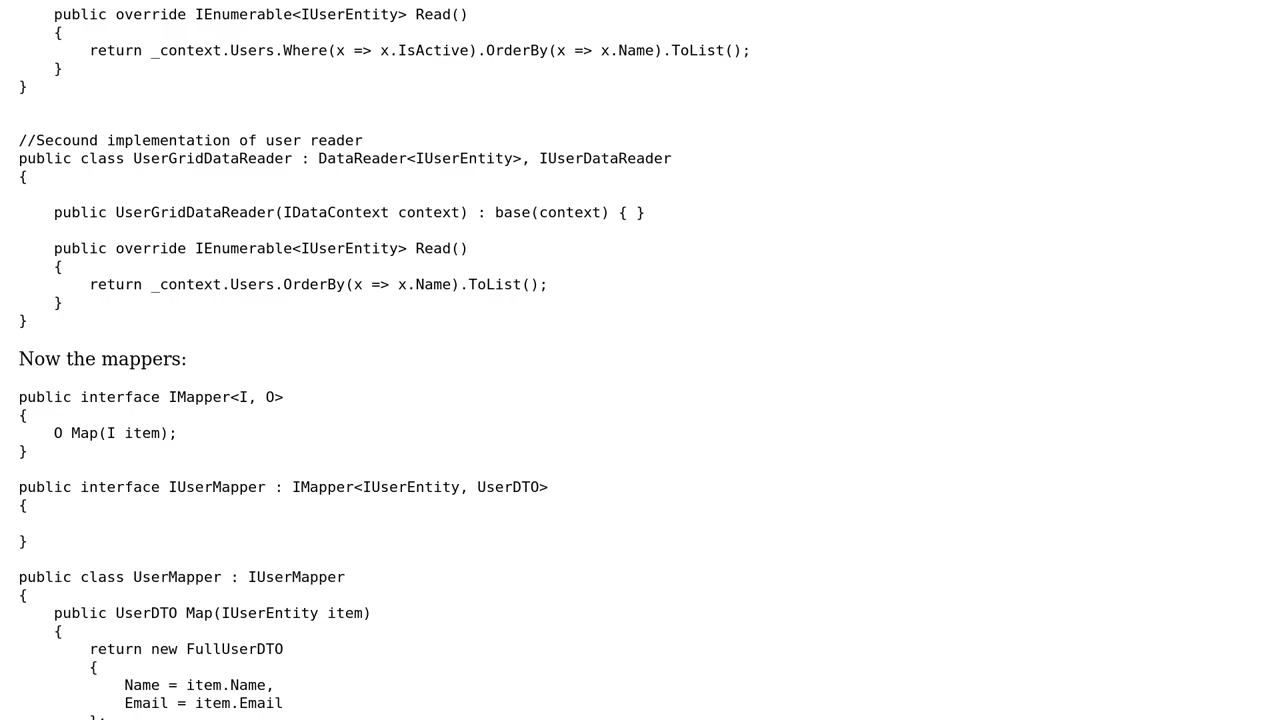 public override IEnumerable<IUserEntity> Read()
{
return _context.Users.Where(x => x.IsActive).OrderBy(x => x.Name).ToList();
}
}
//Secound implementation of user reader
public class UserGridDataReader : DataReader<IUserEntity>, IUserDataReader
{
public UserGridDataReader(IDataContext context) : base(context) { }
public override IEnumerable<IUserEntity> Read()
{
return _context.Users.OrderBy(x => x.Name).ToList();
}
}
Now the mappers:
public interface IMapper<I, O>
{
O Map(I item);
}
public interface IUserMapper : IMapper<IUserEntity, UserDTO>
{
}
public class UserMapper : IUserMapper
{
public UserDTO Map(IUserEntity item)
{
return new FullUserDTO
{
Name = item.Name,
Email = item.Email
};